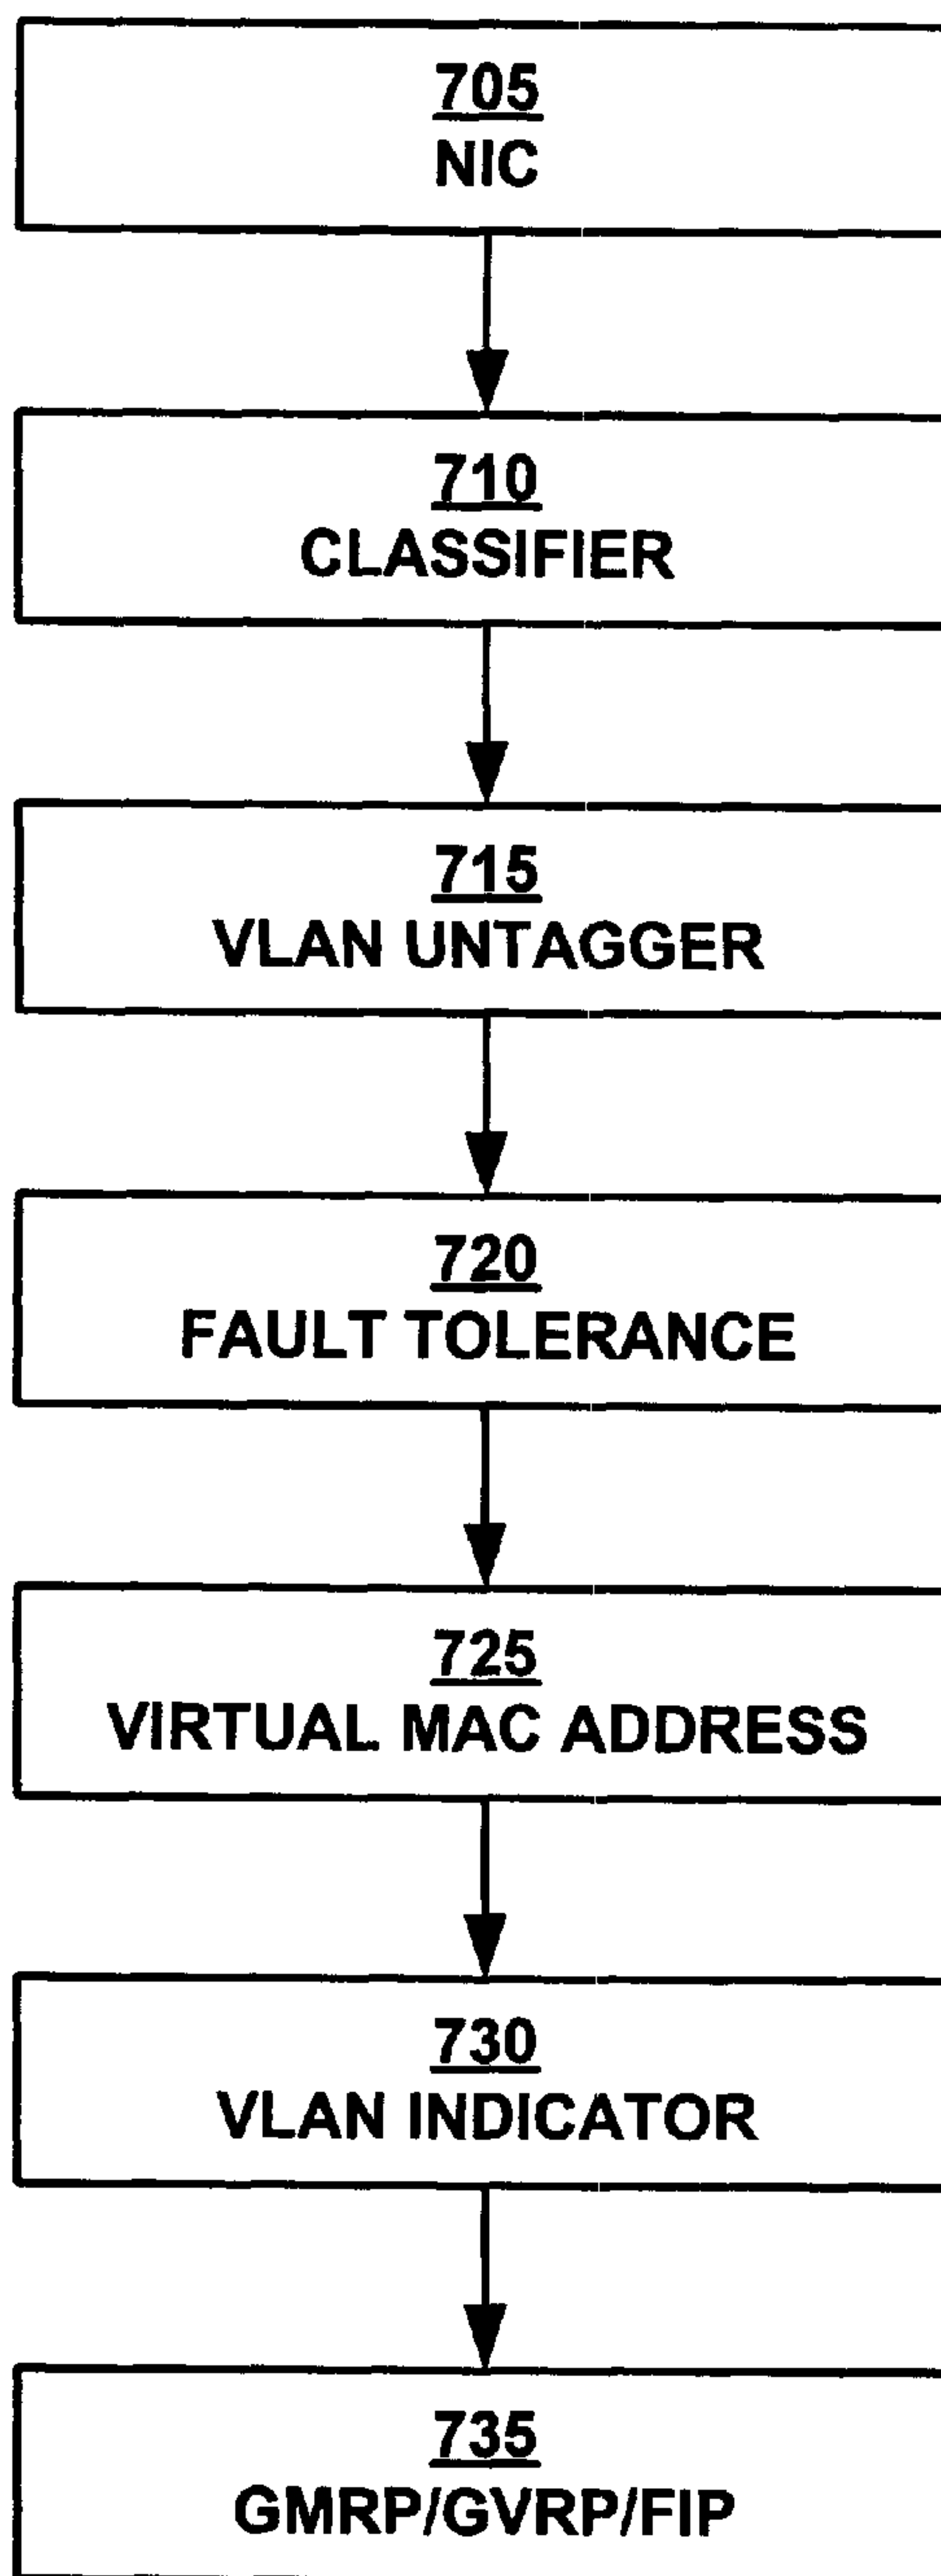 705
NIC
710
CLASSIFIER
715
VLAN UNTAGGER
720
FAULT TOLERANCE
725
VIRTUAL MAC ADDRESS
730
VLAN INDICATOR
735
GMRP/GVRP/FIP